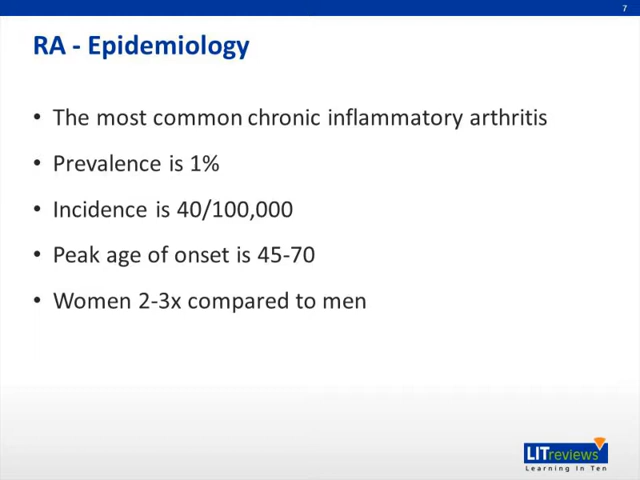 7
RA - Epidemiology
• The most common chronic inflammatory arthritis
• Prevalence is 1%
• Incidence is 40/100,000
• Peak age of onset is 45-70
• Women 2-3x compared to men
LITreviews
Learning In Ten